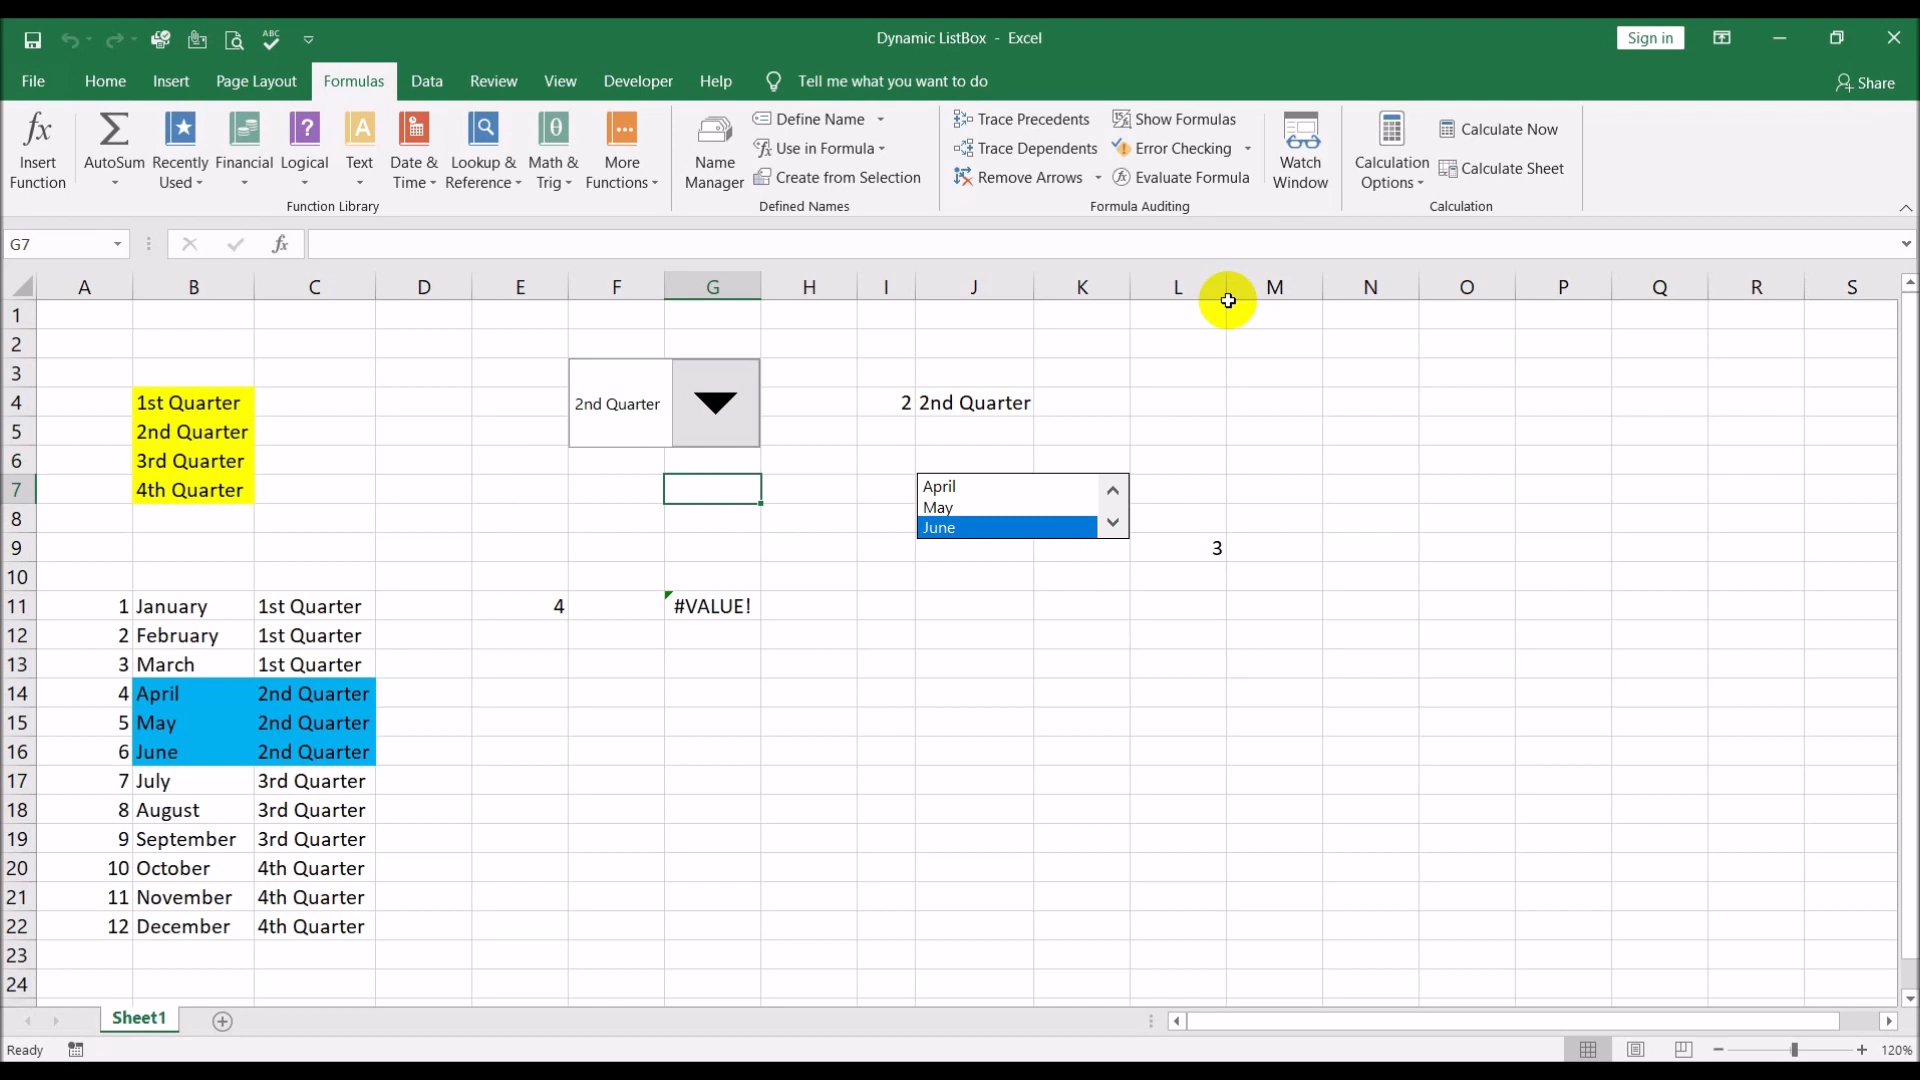 Dynamic ListBox - Excel
Sign in
File Home Insert Page Layout Formulas Data Review View Developer Help Tell me what you want to do
Share
Insert Function
AutoSum
Recently Used
Financial
Logical
Text
Date & Time
Lookup & Reference
Math & Trig
More Functions
Function Library
Name Manager
Define Name
Use in Formula
Create from Selection
Defined Names
Trace Precedents
Trace Dependents
Remove Arrows
Show Formulas
Error Checking
Evaluate Formula
Formula Auditing
Watch Window
Calculation Options
Calculate Now
Calculate Sheet
Calculation
G7
fx
A B C D E F G H I J K L M N O P Q R S
1
2
3
4 1st Quarter 2nd Quarter 2 2nd Quarter
5 2nd Quarter
6 3rd Quarter
7 4th Quarter April
8 May
June
9 3
10
11 1 January 1st Quarter 4 #VALUE!
12 2 February 1st Quarter
13 3 March 1st Quarter
14 4 April 2nd Quarter
15 5 May 2nd Quarter
16 6 June 2nd Quarter
17 7 July 3rd Quarter
18 8 August 3rd Quarter
19 9 September 3rd Quarter
20 10 October 4th Quarter
21 11 November 4th Quarter
22 12 December 4th Quarter
23
24
Sheet1
Ready
120%